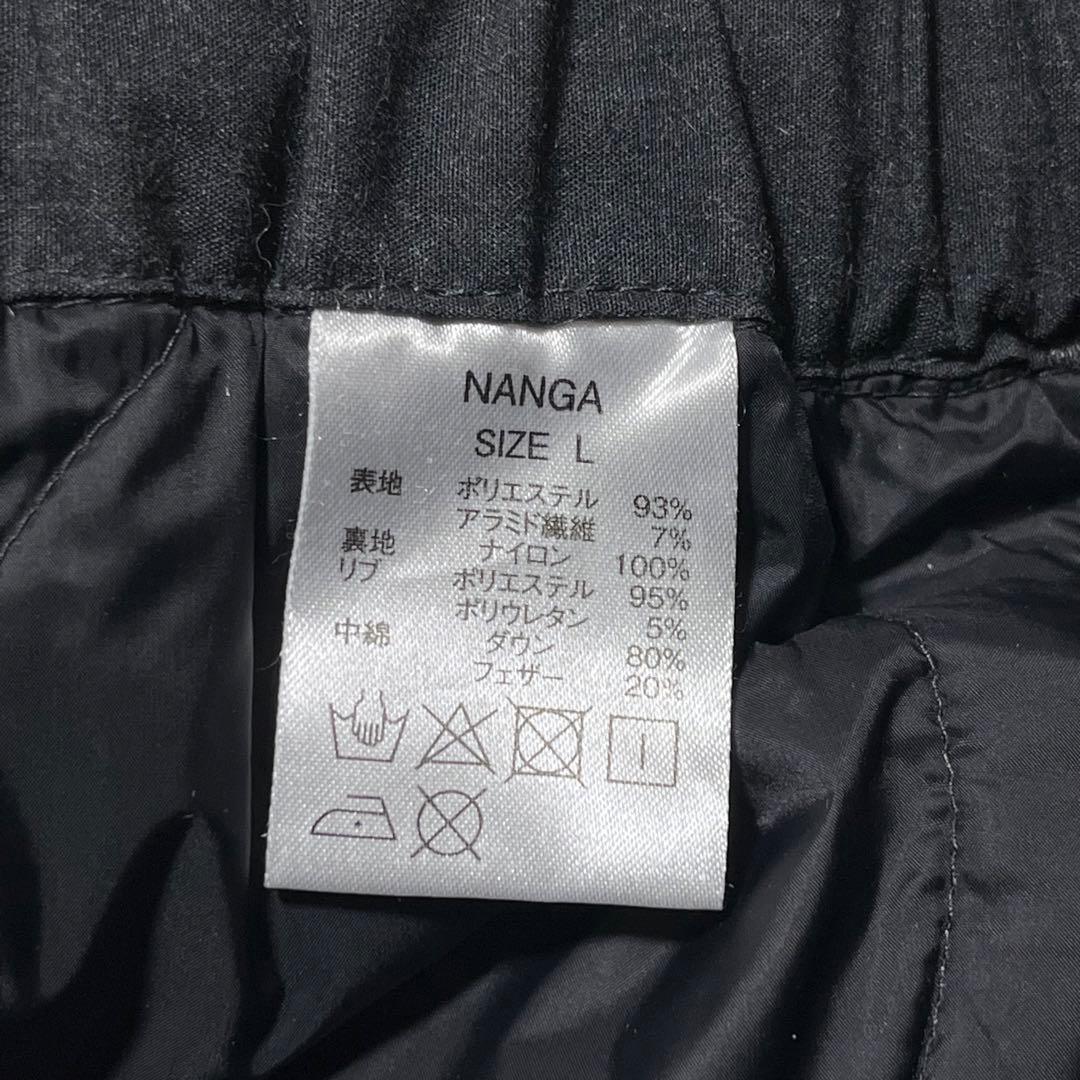 NANGA
SIZE L
表地 ポリエステル 93%
アラミド繊維 7%
裏地 ナイロン 100%
リブ ポリエステル 95%
ポリウレタン 5%
中綿 ダウン 80%
フェザー 20%